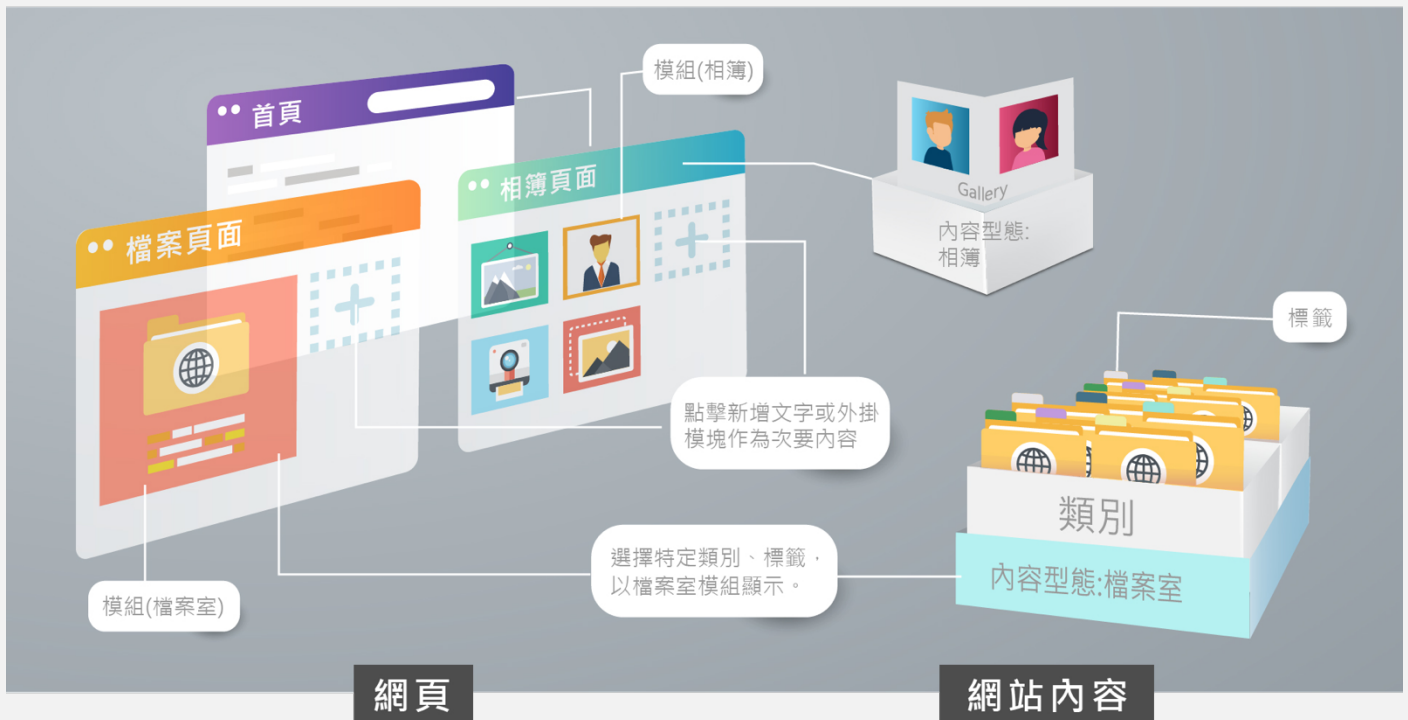 模組(相簿)
首頁
相簿頁面
檔案頁面
Gallery
內容型態:
相簿
標籤
點擊新增文字或外掛
模塊作為次要內容
類別
內容型態:檔案室
選擇特定類別、標籤，
以檔案室模組顯示。
模組(檔案室)
網頁
網站內容